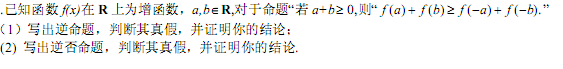 .已知函数 f(x)在 R 上为增函数，a,b∈R,对于命题“若 a+b≥0,则“ f(a)+f(b)≥f(-a)+f(-b).”
（1）写出逆命题，判断其真假，并证明你的结论；
(2) 写出逆否命题，判断其真假，并证明你的结论.